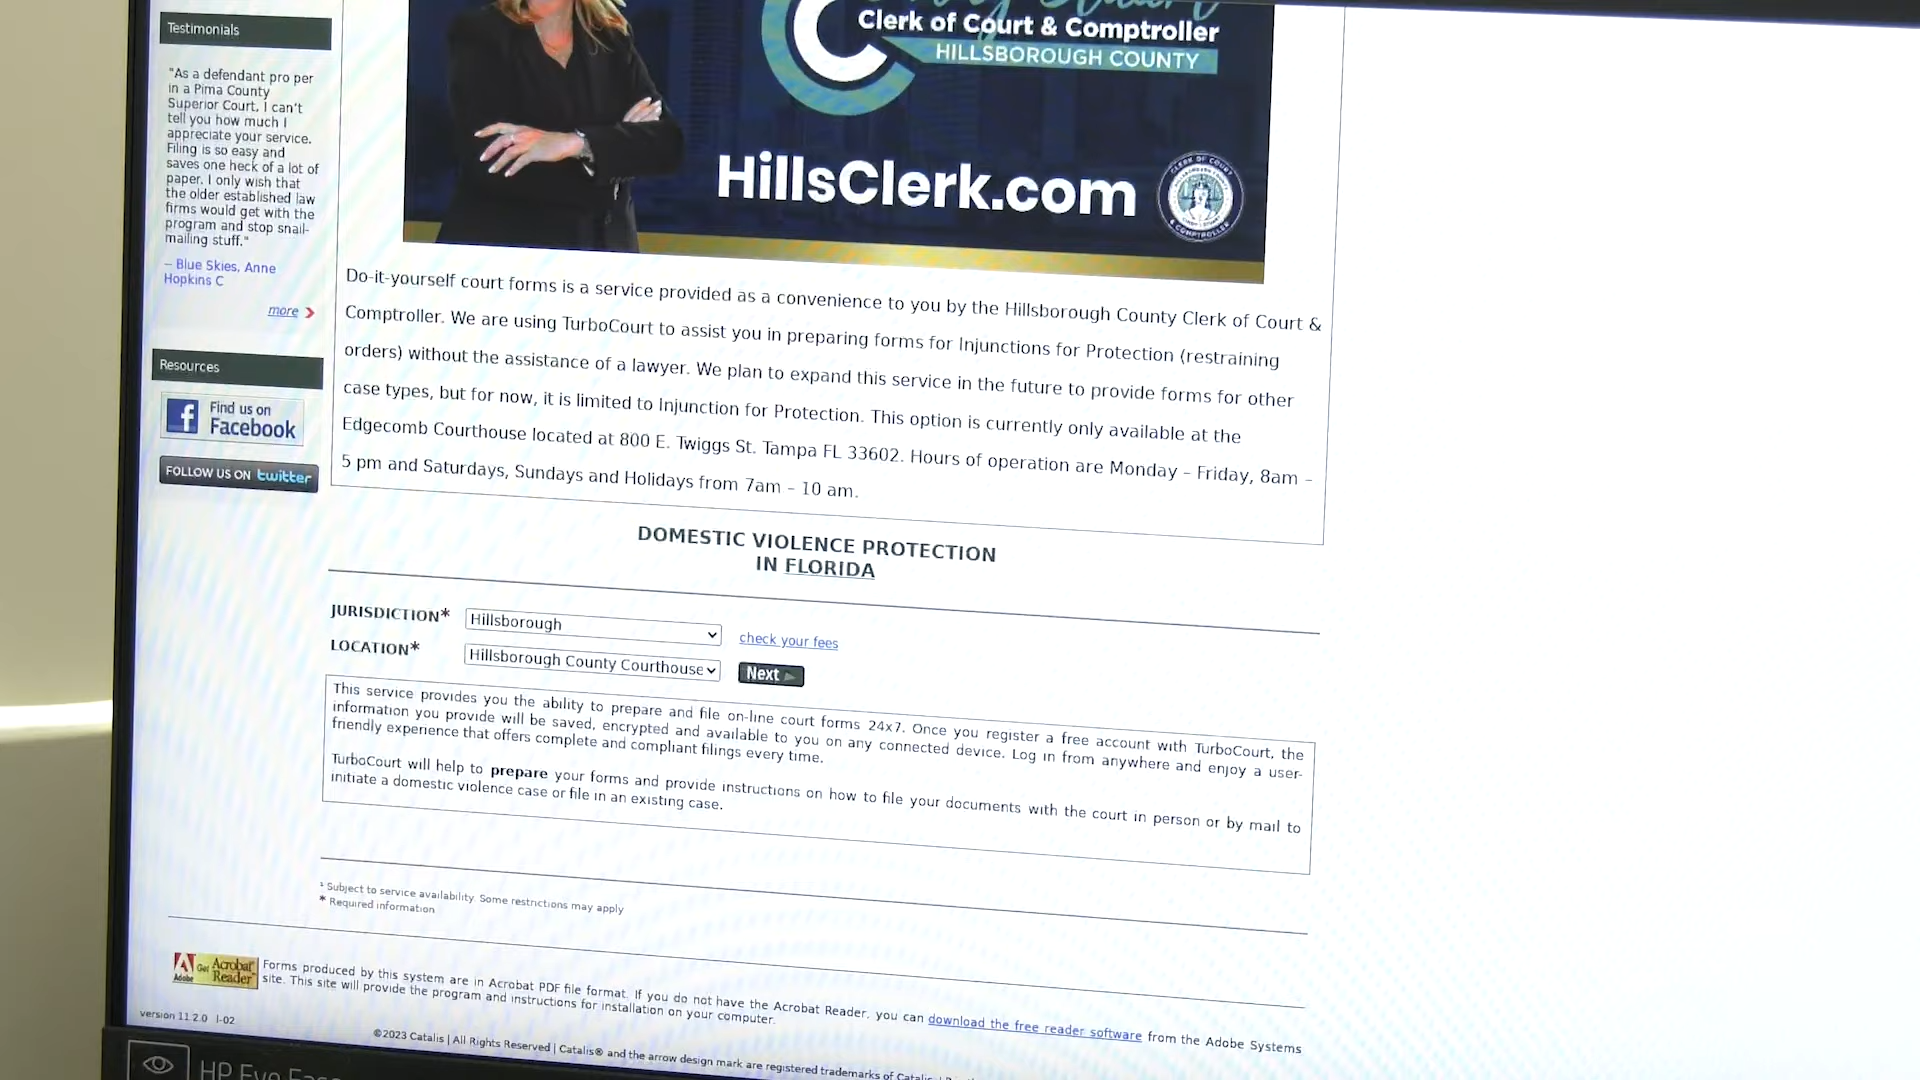 Testimonials
"As a defendant pro per
in a Pima County
Superior Court, I can't
tell you how much I
appreciate your service.
Filing is so easy and
saves one heck of a lot of
paper. I only wish that
the older established law
firms would get with the
program and stop snail-
mailing stuff."
– Blue Skies, Anne
Hopkins C
more
Resources
Find us on
Facebook
FOLLOW US ON twitter
Clerk of Court & Comptroller
HILLSBOROUGH COUNTY
HillsClerk.com
Do-it-yourself court forms is a service provided as a convenience to you by the Hillsborough County Clerk of Court &
Comptroller. We are using TurboCourt to assist you in preparing forms for Injunctions for Protection (restraining
orders) without the assistance of a lawyer. We plan to expand this service in the future to provide forms for other
case types, but for now, it is limited to Injunction for Protection. This option is currently only available at the
Edgecomb Courthouse located at 800 E. Twiggs St. Tampa FL 33602. Hours of operation are Monday – Friday, 8am –
5 pm and Saturdays, Sundays and Holidays from 7am – 10 am.
DOMESTIC VIOLENCE PROTECTION
IN FLORIDA
JURISDICTION* Hillsborough check your fees
LOCATION* Hillsborough County Courthouse Next
This service provides you the ability to prepare and file on-line court forms 24x7. Once you register a free account with TurboCourt, the
information you provide will be saved, encrypted and available to you on any connected device. Log in from anywhere and enjoy a user-
friendly experience that offers complete and compliant filings every time.
TurboCourt will help to prepare your forms and provide instructions on how to file your documents with the court in person or by mail to
initiate a domestic violence case or file in an existing case.
¹ Subject to service availability. Some restrictions may apply
* Required information
Adobe Get Acrobat Reader
Forms produced by this system are in Acrobat PDF file format. If you do not have the Acrobat Reader, you can download the free reader software from the Adobe Systems
site. This site will provide the program and instructions for installation on your computer.
version 11.2.0 l-02
©2023 Catalis | All Rights Reserved | Catalis® and the arrow design mark are registered trademarks of
HP Eye